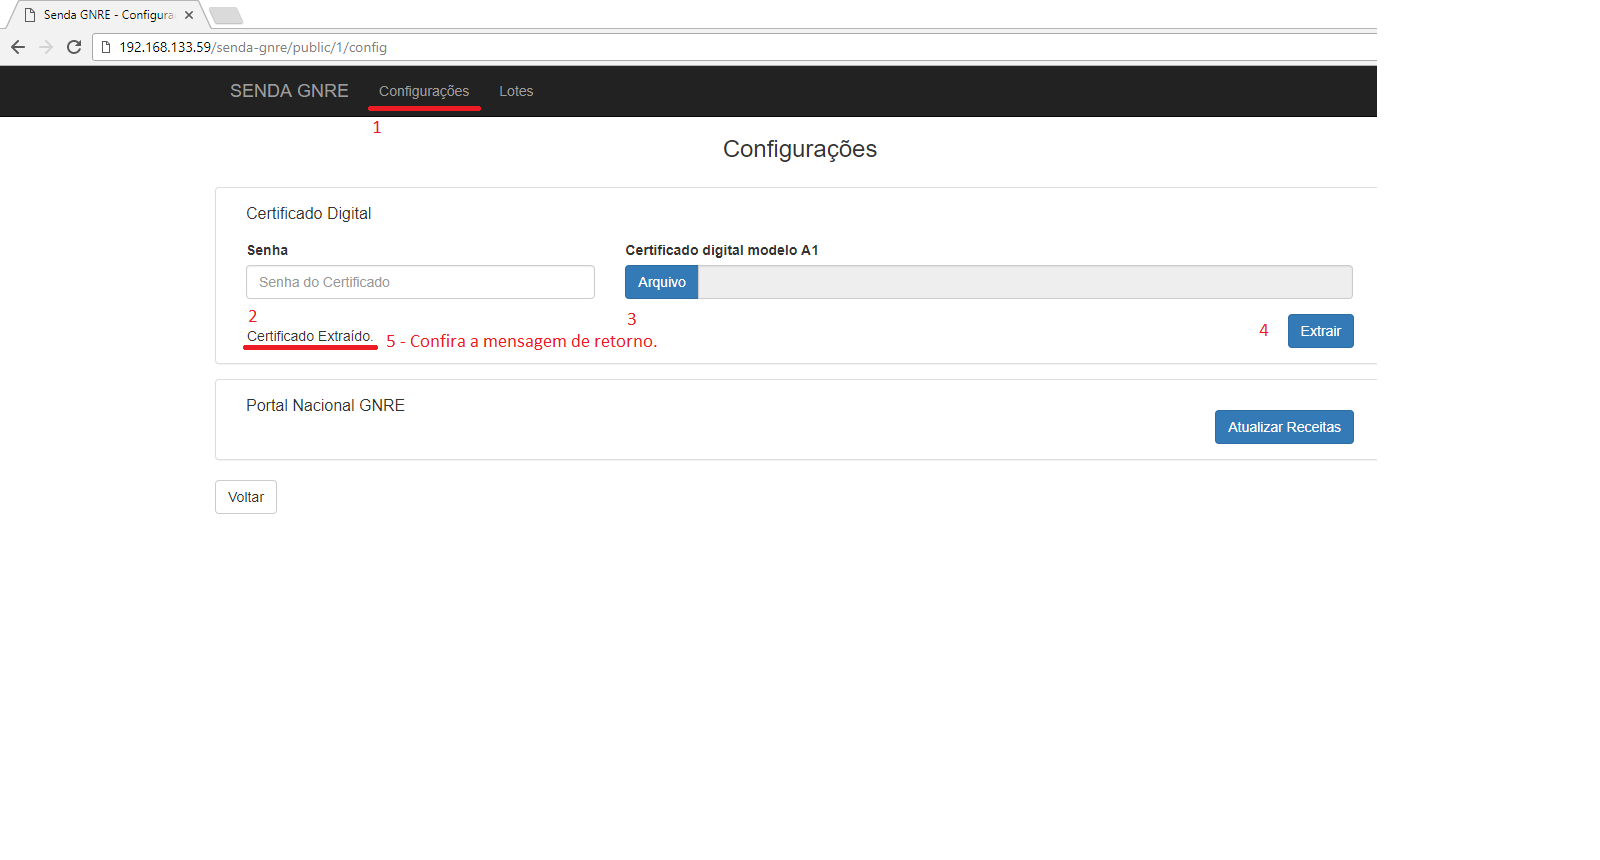 Senda GNRE - Configura
192.168.133.59/senda-gnre/public/1/config
SENDA GNRE Configurações Lotes
1
Configurações
Certificado Digital
Senha Certificado digital modelo A1
Senha do Certificado Arquivo
2 3
Certificado Extraído. 5 - Confira a mensagem de retorno. 4 Extrair
Portal Nacional GNRE
Atualizar Receitas
Voltar